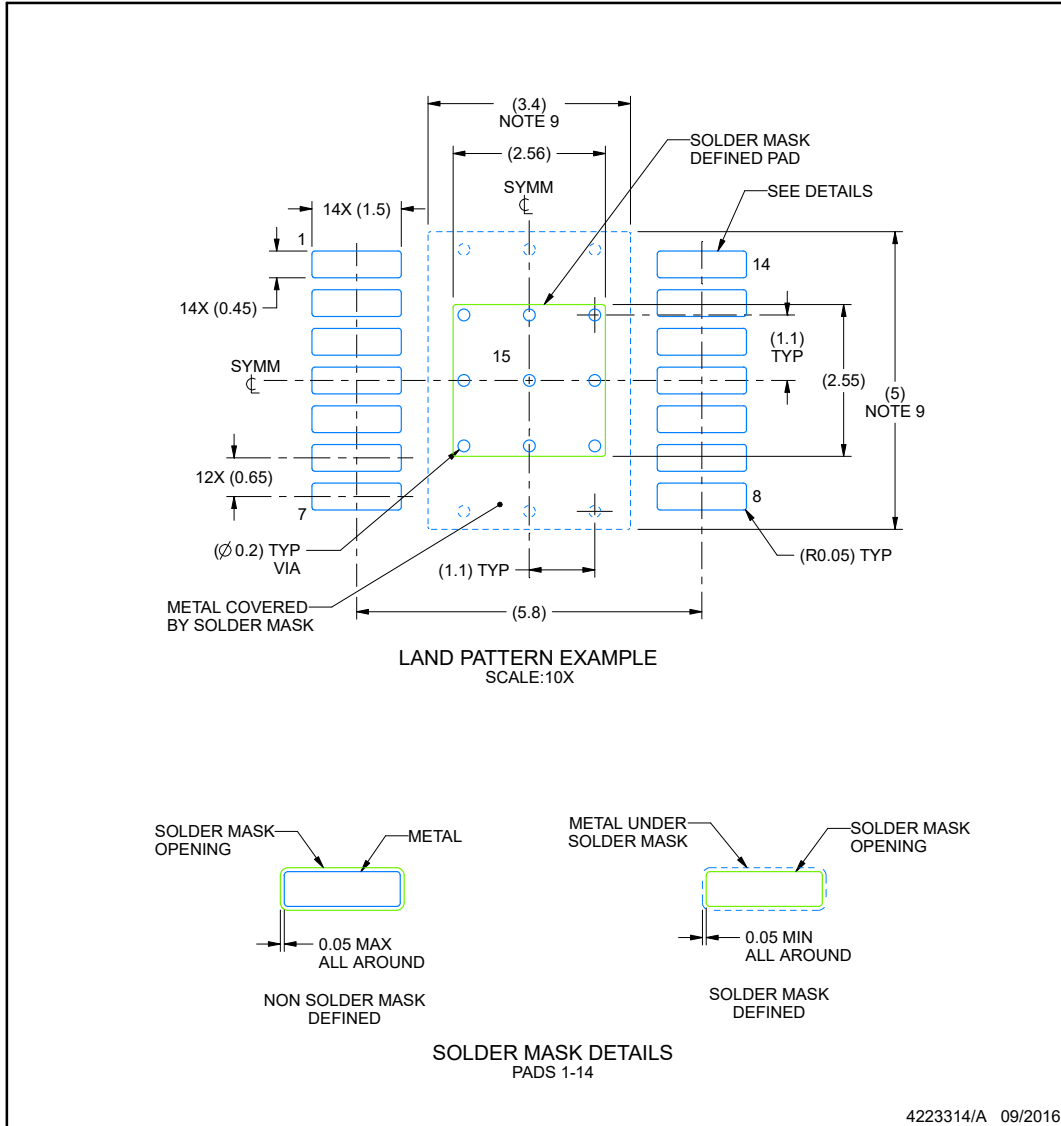 (3.4)
NOTE 9
(2.56)
SOLDER MASK
DEFINED PAD
SYMM
SEE DETAILS
14X (1.5)
1
14
14X (0.45)
(1.1)
TYP
15
SYMM
(2.55)
(5)
NOTE 9
12X (0.65)
7
8
(Ø0.2) TYP
VIA
(1.1) TYP
(R0.05) TYP
METAL COVERED
BY SOLDER MASK
(5.8)
LAND PATTERN EXAMPLE
SCALE:10X
SOLDER MASK
OPENING
METAL
METAL UNDER
SOLDER MASK
SOLDER MASK
OPENING
0.05 MAX
ALL AROUND
0.05 MIN
ALL AROUND
NON SOLDER MASK
DEFINED
SOLDER MASK
DEFINED
SOLDER MASK DETAILS
PADS 1-14
4223314/A 09/2016